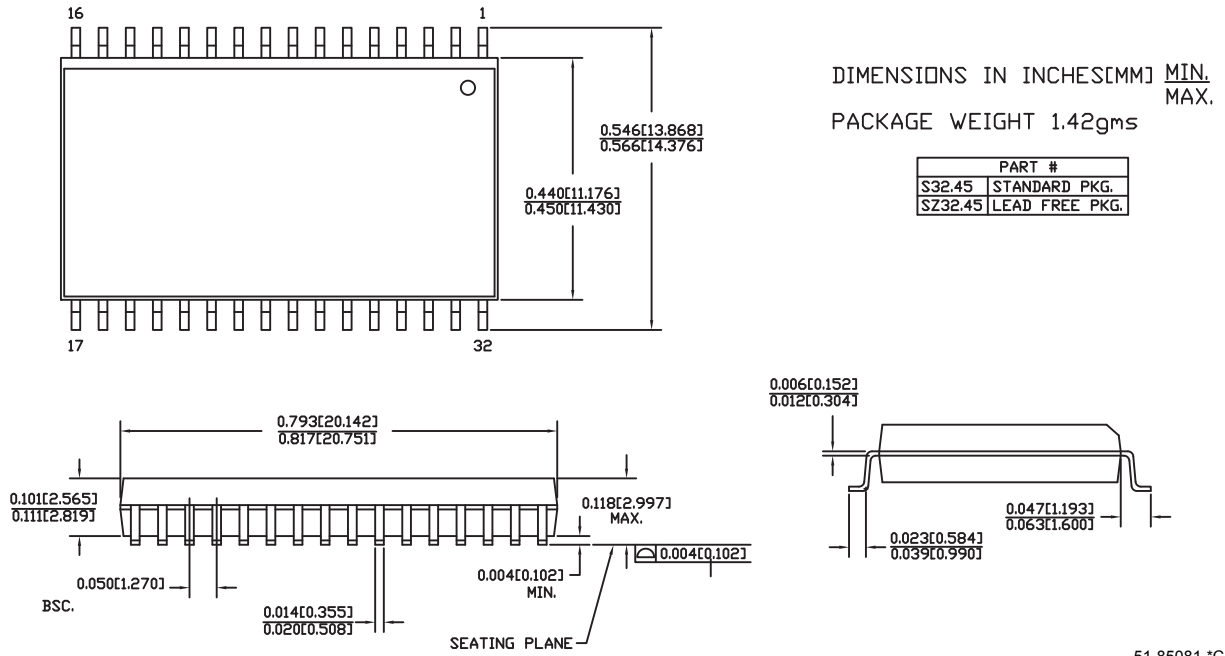 16
1
DIMENSIONS IN INCHES[MM] MIN.
MAX.
PACKAGE WEIGHT 1.42gms
0.546[13.868]
0.566[14.376]
PART #
S32.45 STANDARD PKG.
SZ32.45 LEAD FREE PKG.
0.440[11.176]
0.450[11.430]
17
32
0.793[20.142]
0.817[20.751]
0.006[0.152]
0.012[0.304]
0.101[2.565]
0.111[2.819]
0.118[2.997]
MAX.
0.004[0.102]
0.050[1.270]
BSC.
0.004[0.102]
MIN.
0.014[0.355]
0.020[0.508]
SEATING PLANE
0.047[1.193]
0.063[1.600]
0.023[0.584]
0.039[0.990]